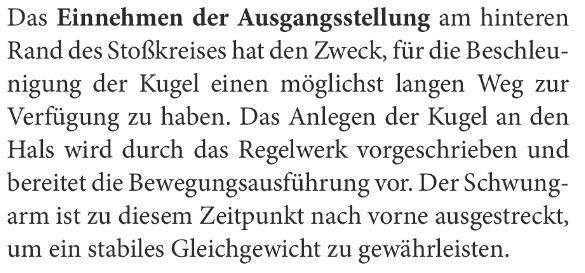 Das Einnehmen der Ausgangsstellung am hinteren
Rand des Stoßkreises hat den Zweck, für die Beschleu-
nigung der Kugel einen möglichst langen Weg zur
Verfügung zu haben. Das Anlegen der Kugel an den
Hals wird durch das Regelwerk vorgeschrieben und
bereitet die Bewegungsausführung vor. Der Schwung-
arm ist zu diesem Zeitpunkt nach vorne ausgestreckt,
um ein stabiles Gleichgewicht zu gewährleisten.